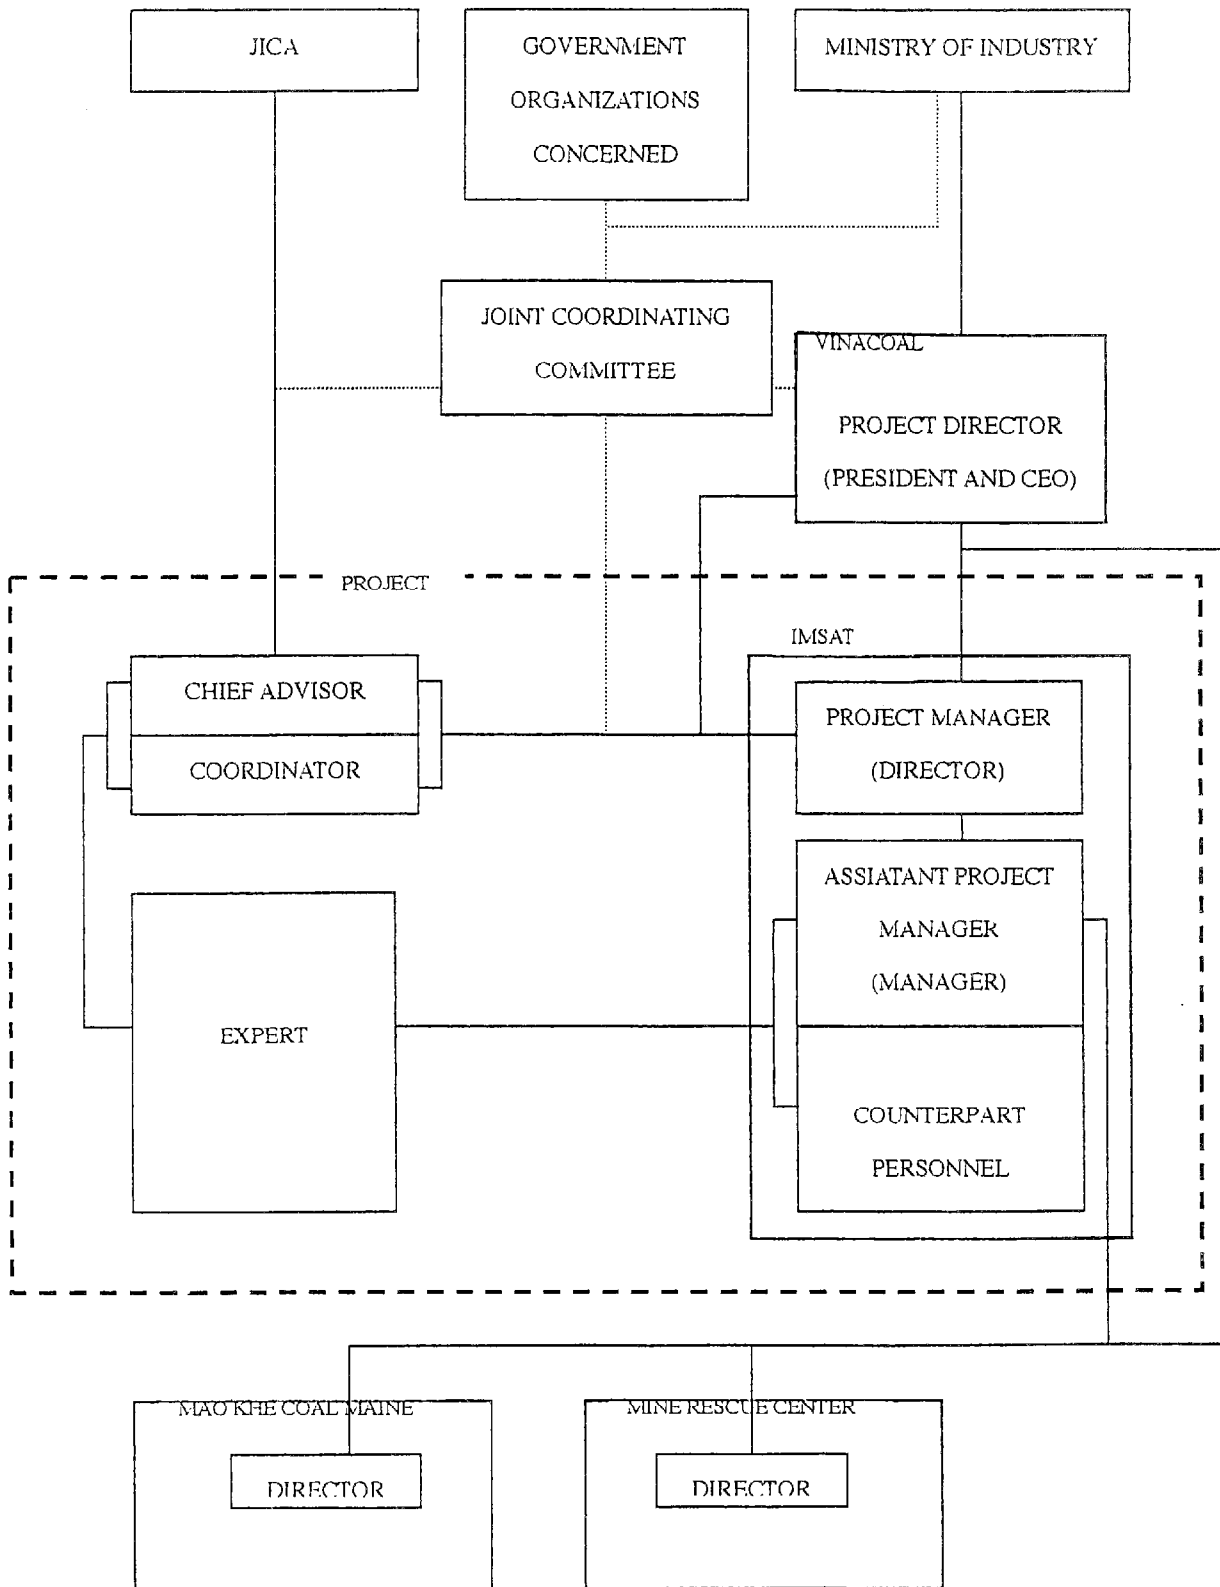 JICA
GOVERNMENT
ORGANIZATIONS
CONCERNED
MINISTRY OF INDUSTRY
JOINT COORDINATING
COMMITTEE
VINACOAL
PROJECT DIRECTOR
(PRESIDENT AND CEO)
PROJECT
IMSAT
CHIEF ADVISOR
COORDINATOR
PROJECT MANAGER
(DIRECTOR)
ASSIATANT PROJECT
MANAGER
(MANAGER)
EXPERT
COUNTERPART
PERSONNEL
MAO KHE COAL MAINE
DIRECTOR
MINE RESCUE CENTER
DIRECTOR